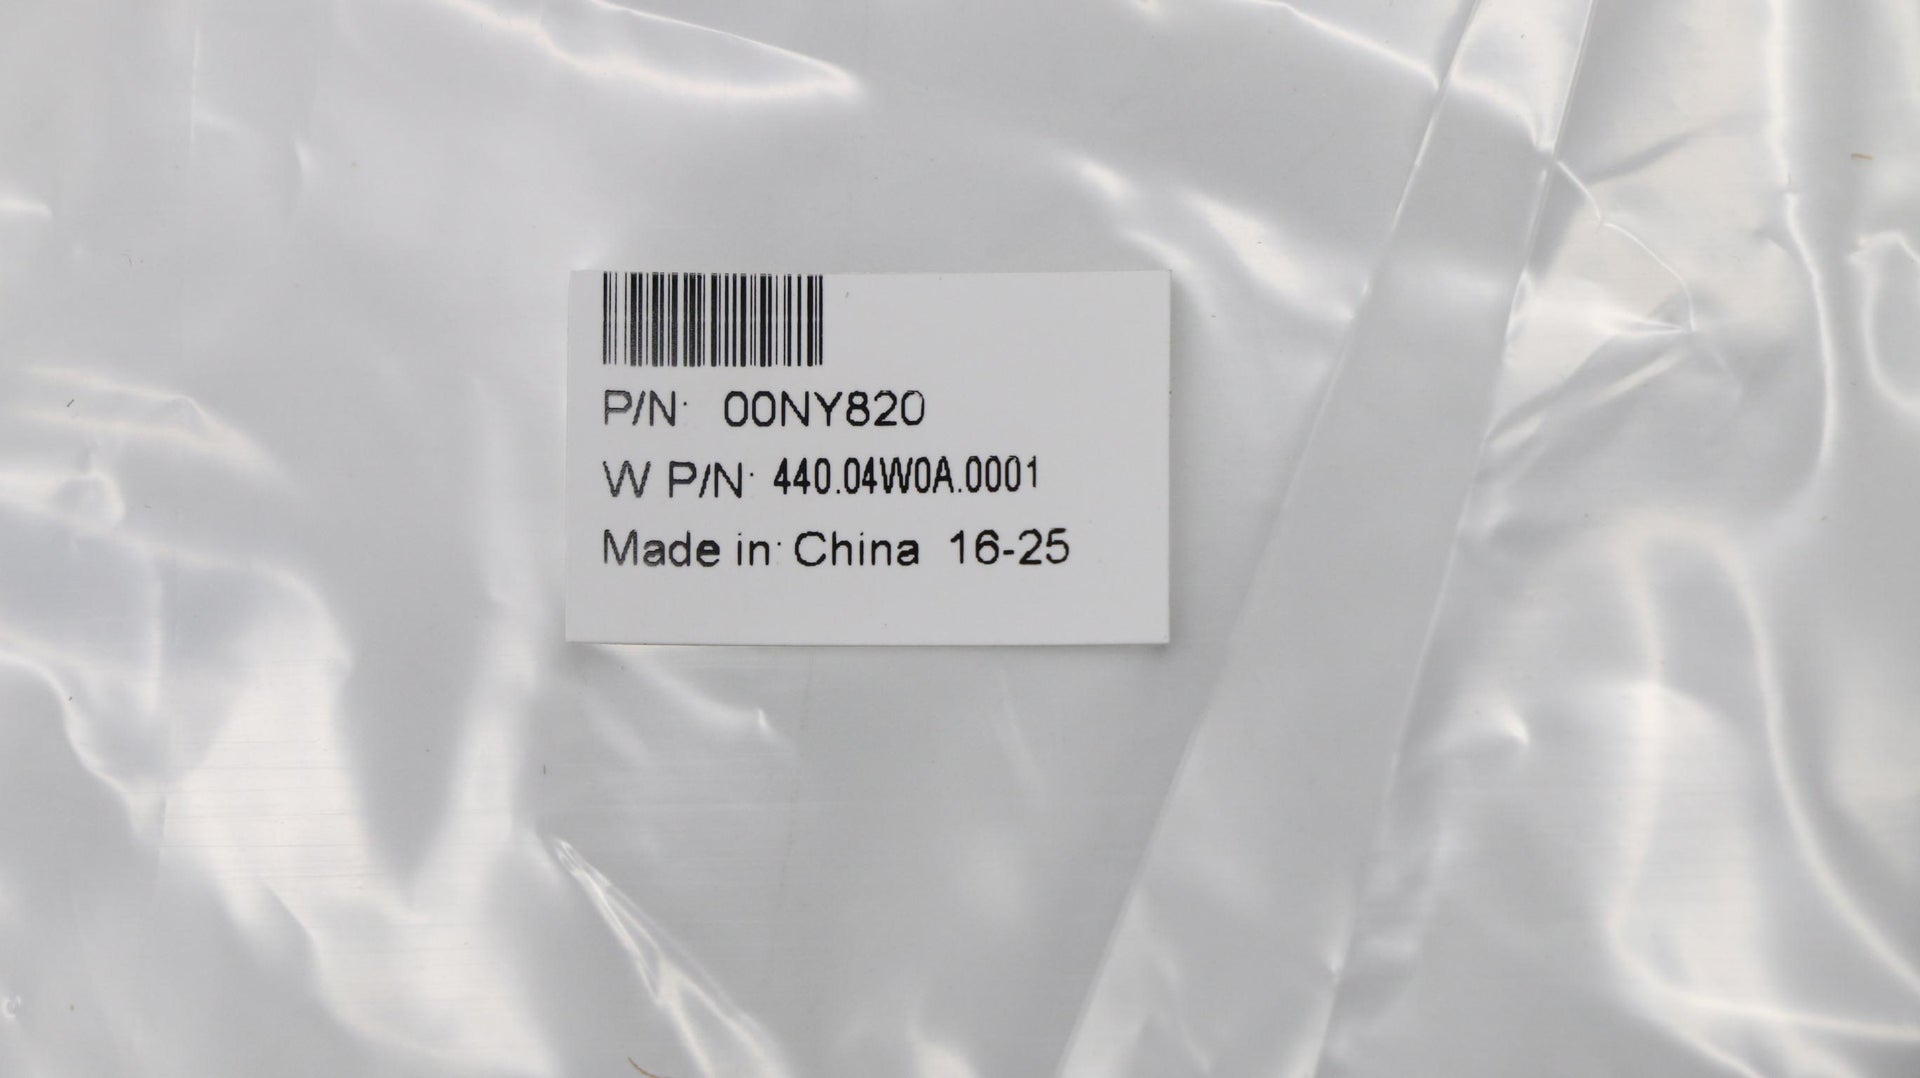 P/N: 00NY820
W P/N: 440.04W0A.0001
Made in: China 16-25